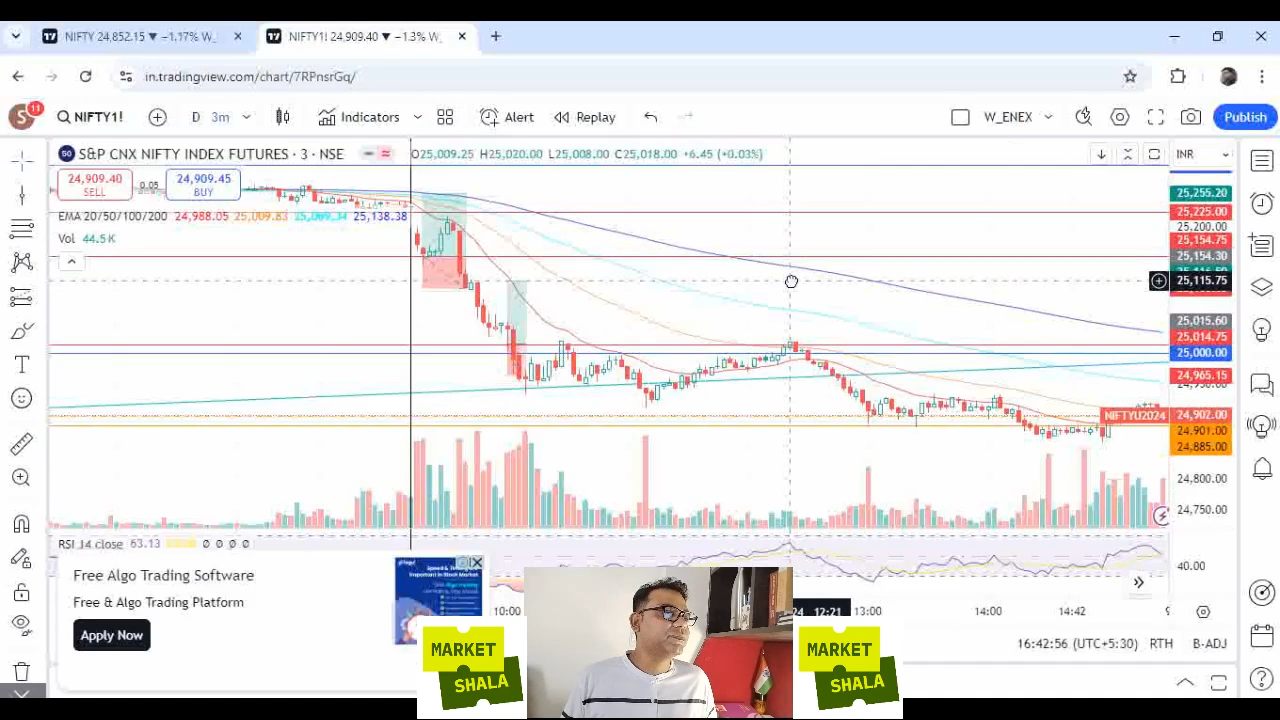 NIFTY 24,852.15 ▼ −1.17% W_
NIFTY1! 24,909.40 ▼ −1.3% W_
in.tradingview.com/chart/7RPnsrGq/
S 11 NIFTY1! D 3m Indicators Alert Replay W_ENEX Publish
50 S&P CNX NIFTY INDEX FUTURES · 3 · NSE O25,009.25 H25,020.00 L25,008.00 C25,018.00 +6.45 (+0.03%) INR
24,909.40 SELL 0.05 24,909.45 BUY
EMA 20/50/100/200 24,988.05 25,009.83 25,138.38
Vol 44.5 K
25,255.20
25,225.00
25,200.00
25,154.75
25,154.30
25,115.75
25,015.60
25,014.75
25,000.00
24,965.15
NIFTYU2024 24,902.00
24,901.00
24,885.00
24,800.00
24,750.00
RSI 14 close 63.13 Ø Ø Ø Ø
40.00
Free Algo Trading Software
Free & Algo Trading Platform
Apply Now
10:00 24 12:21 13:00 14:00 14:42
16:42:56 (UTC+5:30) RTH B-ADJ
MARKET SHALA
MARKET SHALA